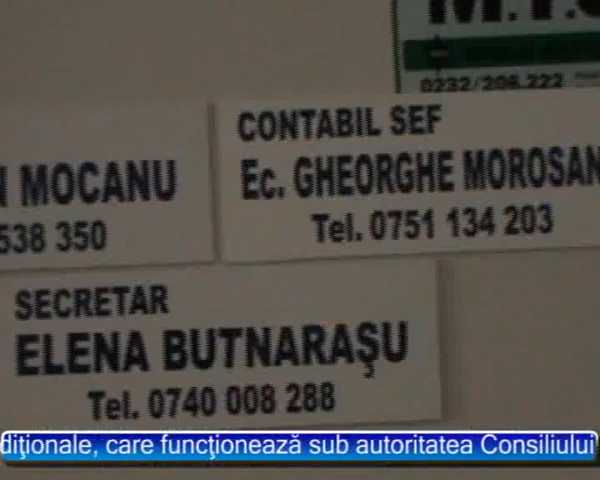 0232/206.222
CONTABIL SEF
Ec. GHEORGHE MOROSAN
Tel. 0751 134 203
MOCANU
538 350
SECRETAR
ELENA BUTNARAŞU
Tel. 0740 008 288
diţionale, care funcţionează sub autoritatea Consiliului